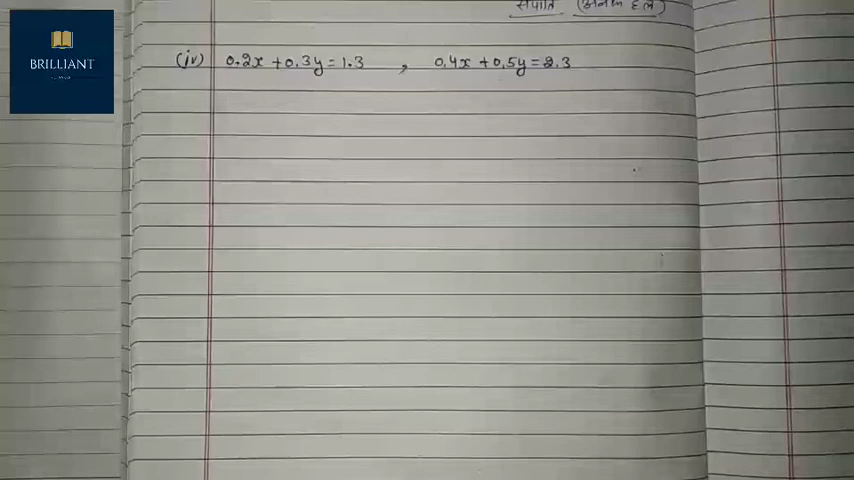 BRILLIANT
(iv) 0.2x + 0.3y = 1.3 , 0.4x + 0.5y = 2.3